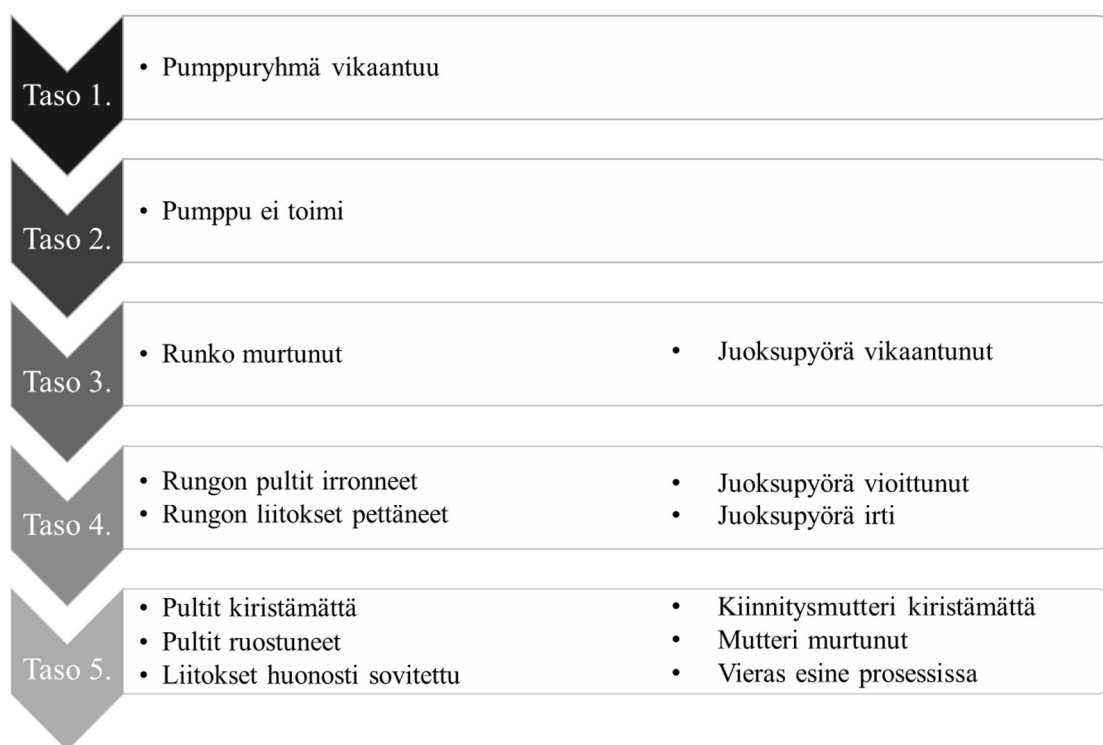 Taso 1.
• Pumppuryhmä vikaantuu
Taso 2.
• Pumppu ei toimi
Taso 3.
• Runko murtunut
• Juoksupyörä vikaantunut
Taso 4.
• Rungon pultit irronneet
• Rungon liitokset pettäneet
• Juoksupyörä vioittunut
• Juoksupyörä irti
Taso 5.
• Pultit kiristämättä
• Pultit ruostuneet
• Liitokset huonosti sovitettu
• Kiinnitysmutteri kiristämättä
• Mutteri murtunut
• Vieras esine prosessissa